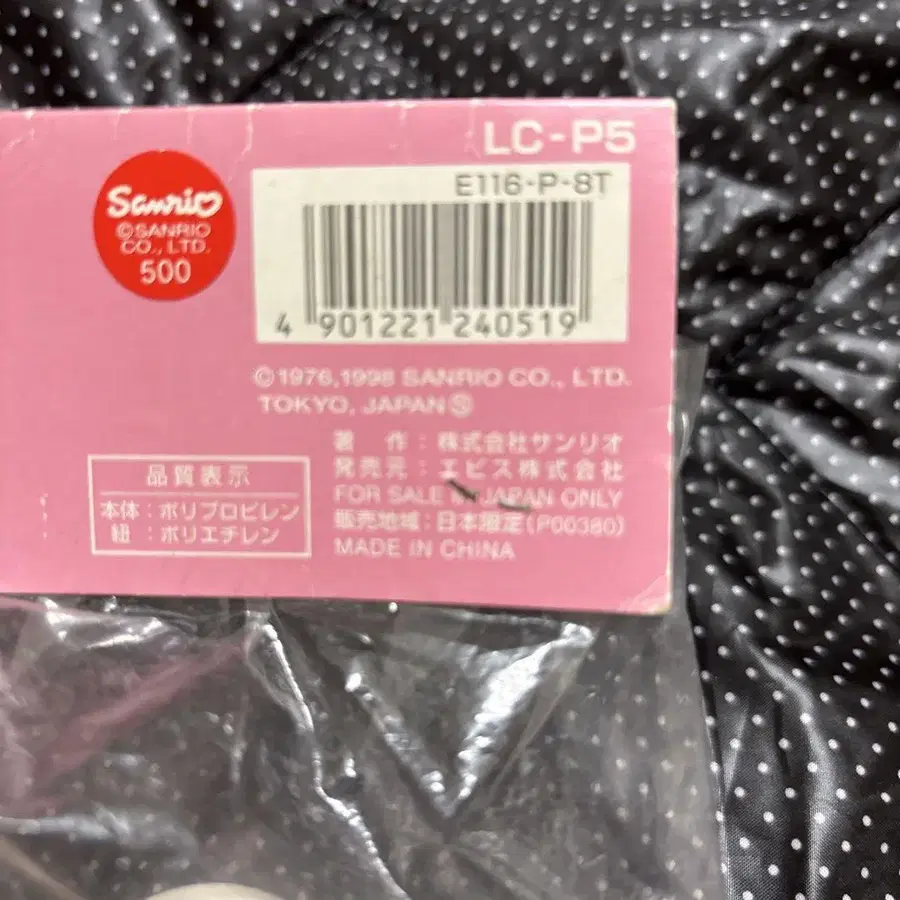 LC-P5
E116-P-8T
Sanrio
©SANRIO
CO., LTD.
500
4 901221 240519
©1976,1998 SANRIO CO., LTD.
TOKYO, JAPAN Ⓢ
著 作 : 株式会社サンリオ
発売元 : エビス株式会社
FOR SALE JAPAN ONLY
販売地域 : 日本限定(P00380)
MADE IN CHINA
品質表示
本体 : ポリプロピレン
紐 : ポリエチレン